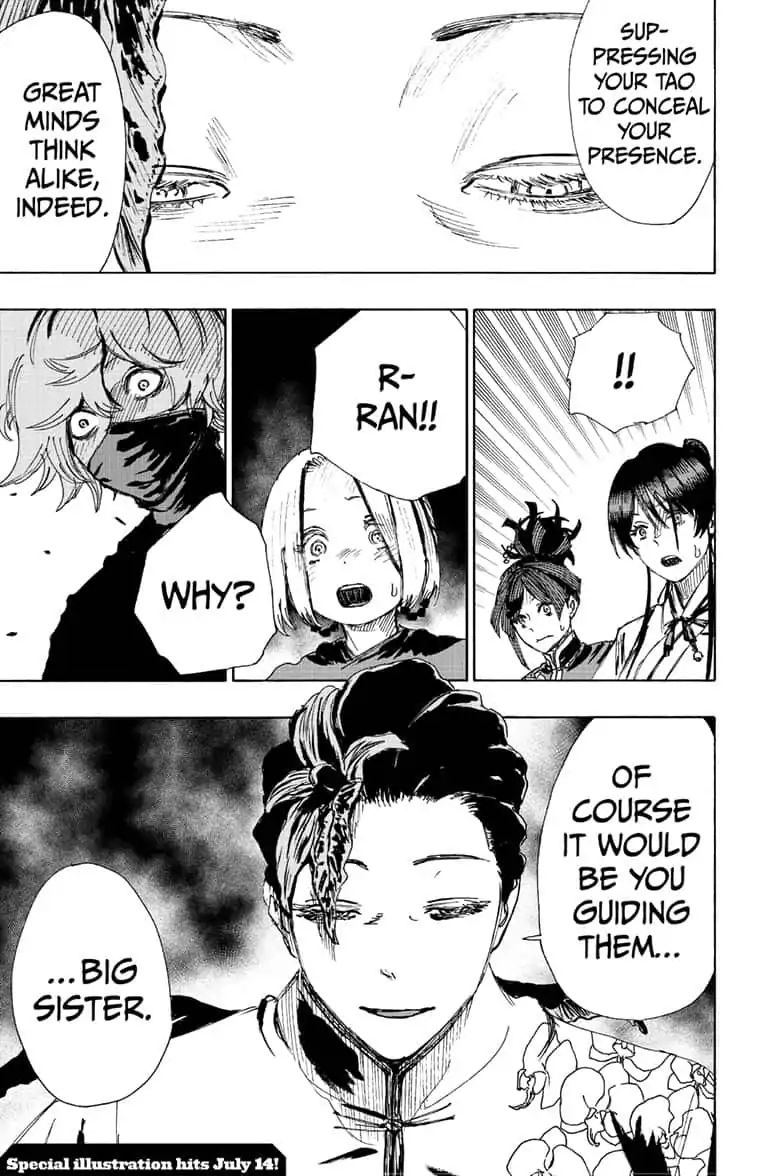 SUP-
PRESSING
YOUR TAO
TO CONCEAL
YOUR
PRESENCE.
GREAT
MINDS
THINK
ALIKE,
INDEED.
!!
R-
RAN!!
WHY?
OF
COURSE
IT WOULD
BE YOU
GUIDING
THEM...
...BIG
SISTER.
Special illustration hits July 14!